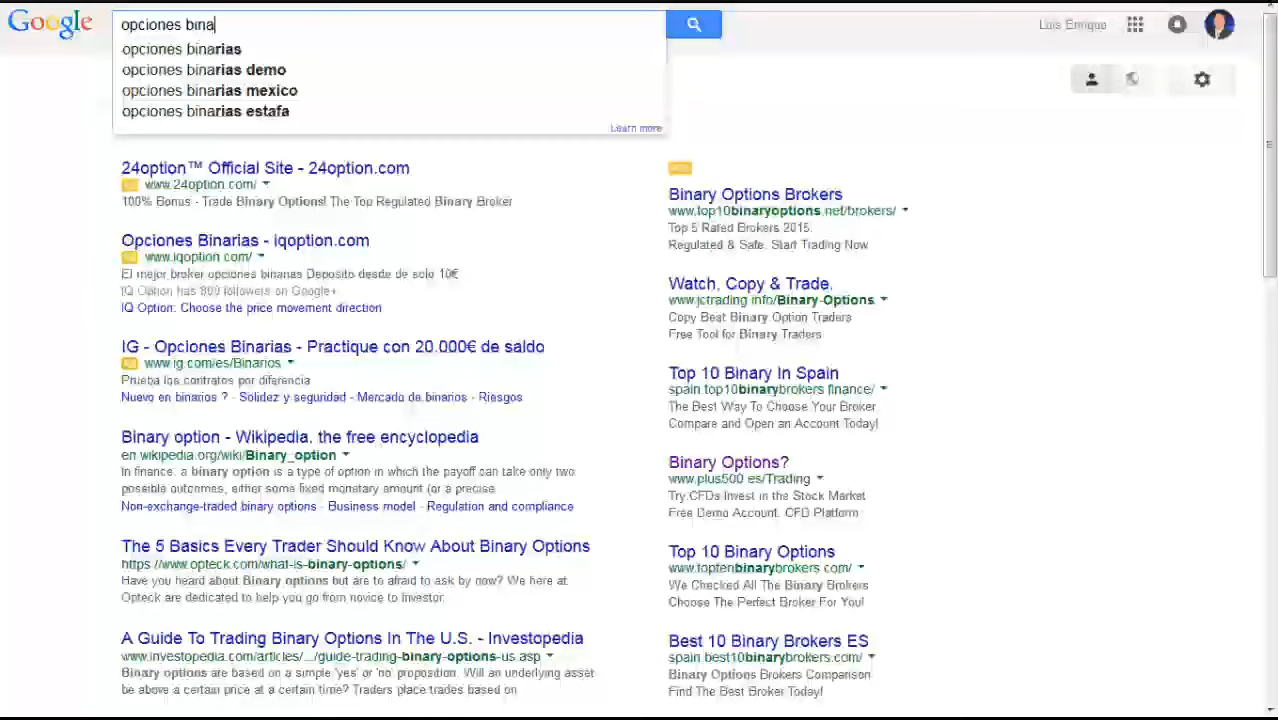 Google
opciones bina
Luis Enrique
opciones binarias
opciones binarias demo
opciones binarias mexico
opciones binarias estafa
Learn more
24option™ Official Site - 24option.com
www.24option.com/
100% Bonus - Trade Binary Options! The Top Regulated Binary Broker
Opciones Binarias - iqoption.com
www.iqoption.com/
El mejor broker opciones binarias Deposito desde de solo 10€
IQ Option has 809 followers on Google+
IQ Option: Choose the price movement direction
IG - Opciones Binarias - Practique con 20.000€ de saldo
www.ig.com/es/Binarios
Prueba los contratos por diferencia
Nuevo en binarios ? - Solidez y seguridad - Mercado de binarios - Riesgos
Binary option - Wikipedia, the free encyclopedia
en.wikipedia.org/wiki/Binary_option
In finance, a binary option is a type of option in which the payoff can take only two
possible outcomes, either some fixed monetary amount (or a precise
Non-exchange-traded binary options - Business model - Regulation and compliance
The 5 Basics Every Trader Should Know About Binary Options
https://www.opteck.com/what-is-binary-options/
Have you heard about Binary options but are to afraid to ask by now? We here at
Opteck are dedicated to help you go from novice to investor.
A Guide To Trading Binary Options In The U.S. - Investopedia
www.investopedia.com/articles/.../guide-trading-binary-options-us.asp
Binary options are based on a simple 'yes' or 'no' proposition. Will an underlying asset
be above a certain price at a certain time? Traders place trades based on
Binary Options Brokers
www.top10binaryoptions.net/brokers/
Top 5 Rated Brokers 2015.
Regulated & Safe. Start Trading Now
Watch, Copy & Trade.
www.jctrading.info/Binary-Options
Copy Best Binary Option Traders
Free Tool for Binary Traders
Top 10 Binary In Spain
spain.top10binarybrokers.finance/
The Best Way To Choose Your Broker
Compare and Open an Account Today!
Binary Options?
www.plus500.es/Trading
Try CFDs Invest in the Stock Market
Free Demo Account. CFD Platform
Top 10 Binary Options
www.toptenbinarybrokers.com/
We Checked All The Binary Brokers
Choose The Perfect Broker For You!
Best 10 Binary Brokers ES
spain.best10binarybrokers.com/
Binary Options Brokers Comparison
Find The Best Broker Today!